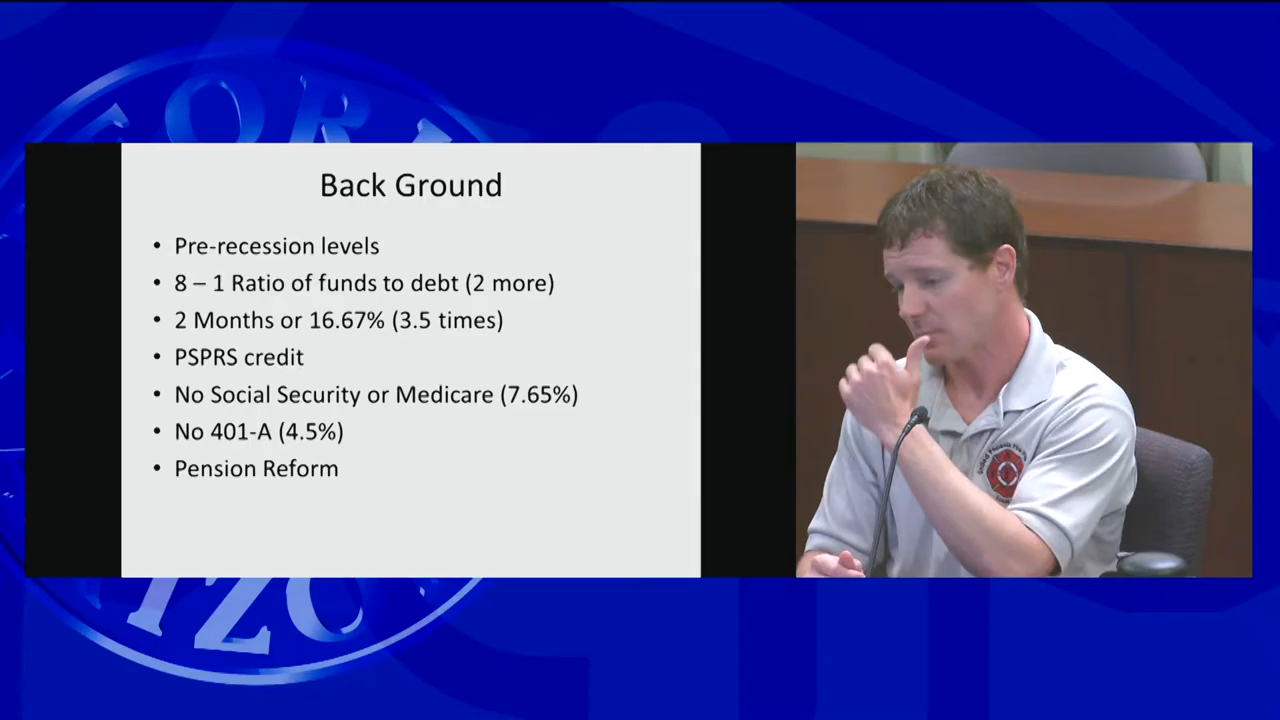 Back Ground
• Pre-recession levels
• 8 – 1 Ratio of funds to debt (2 more)
• 2 Months or 16.67% (3.5 times)
• PSPRS credit
• No Social Security or Medicare (7.65%)
• No 401-A (4.5%)
• Pension Reform